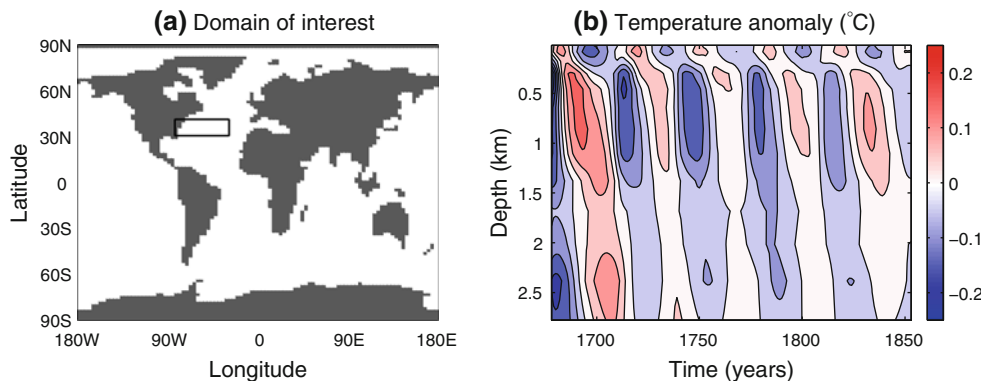 (a) Domain of interest
90N
60N
30N
0
30S
60S
90S
180W
90W
0
90E
180E
Latitude
Longitude
(b) Temperature anomaly (°C)
0.5
1
1.5
2
2.5
1700
1750
1800
1850
Depth (km)
Time (years)
0.2
0.1
0
−0.1
−0.2